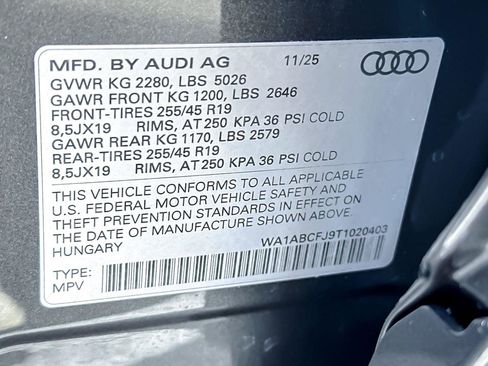 MFD. BY AUDI AG 11/25
GVWR KG 2280, LBS 5026
GAWR FRONT KG 1200, LBS 2646
FRONT-TIRES 255/45 R19
8,5JX19 RIMS, AT 250 KPA 36 PSI COLD
GAWR REAR KG 1170, LBS 2579
REAR-TIRES 255/45 R19
8,5JX19 RIMS, AT 250 KPA 36 PSI COLD
THIS VEHICLE CONFORMS TO ALL APPLICABLE
U.S. FEDERAL MOTOR VEHICLE SAFETY AND
THEFT PREVENTION STANDARDS IN EFFECT ON
THE DATE OF MANUFACTURE SHOWN ABOVE.
HUNGARY WA1ABCFJ9T1020403
TYPE:
MPV